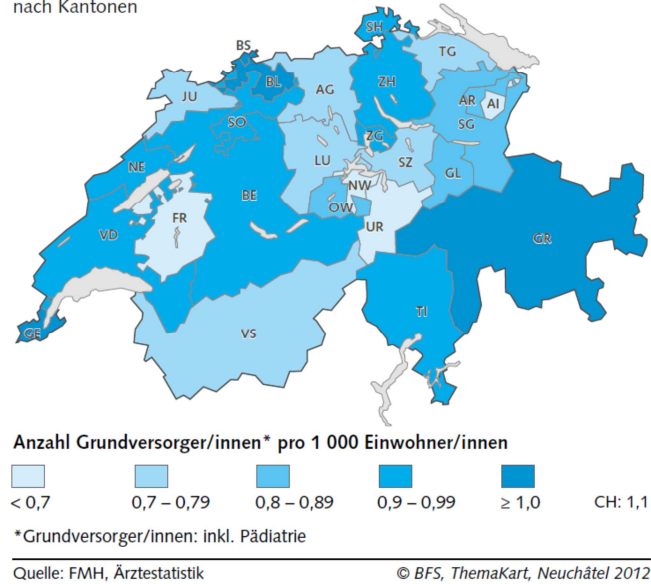 nach Kantonen
SH
BS
TG
BL
ZH
JU
AG
AR
AI
SO
SG
ZG
LU
SZ
NE
GL
NW
BE
OW
FR
UR
VD
GR
TI
GE
VS
Anzahl Grundversorger/innen* pro 1 000 Einwohner/innen
< 0,7
0,7 – 0,79
0,8 – 0,89
0,9 – 0,99
≥ 1,0
CH: 1,1
*Grundversorger/innen: inkl. Pädiatrie
Quelle: FMH, Ärztestatistik
© BFS, ThemaKart, Neuchâtel 2012